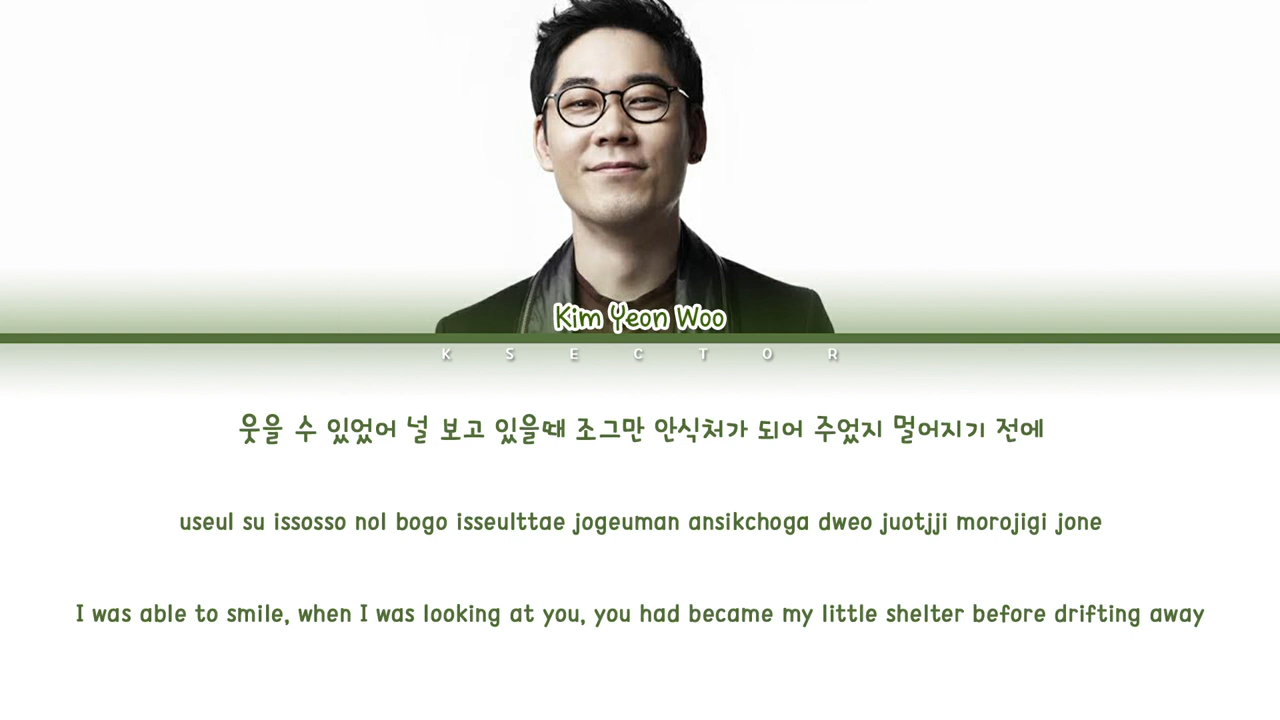 Kim Yeon Woo
K S E C T O R
웃을 수 있었어 널 보고 있을때 조그만 안식처가 되어 주었지 멀어지기 전에
useul su issosso nol bogo isseulttae jogeuman ansikchoga dweo juotjji morojigi jone
I was able to smile, when I was looking at you, you had became my little shelter before drifting away